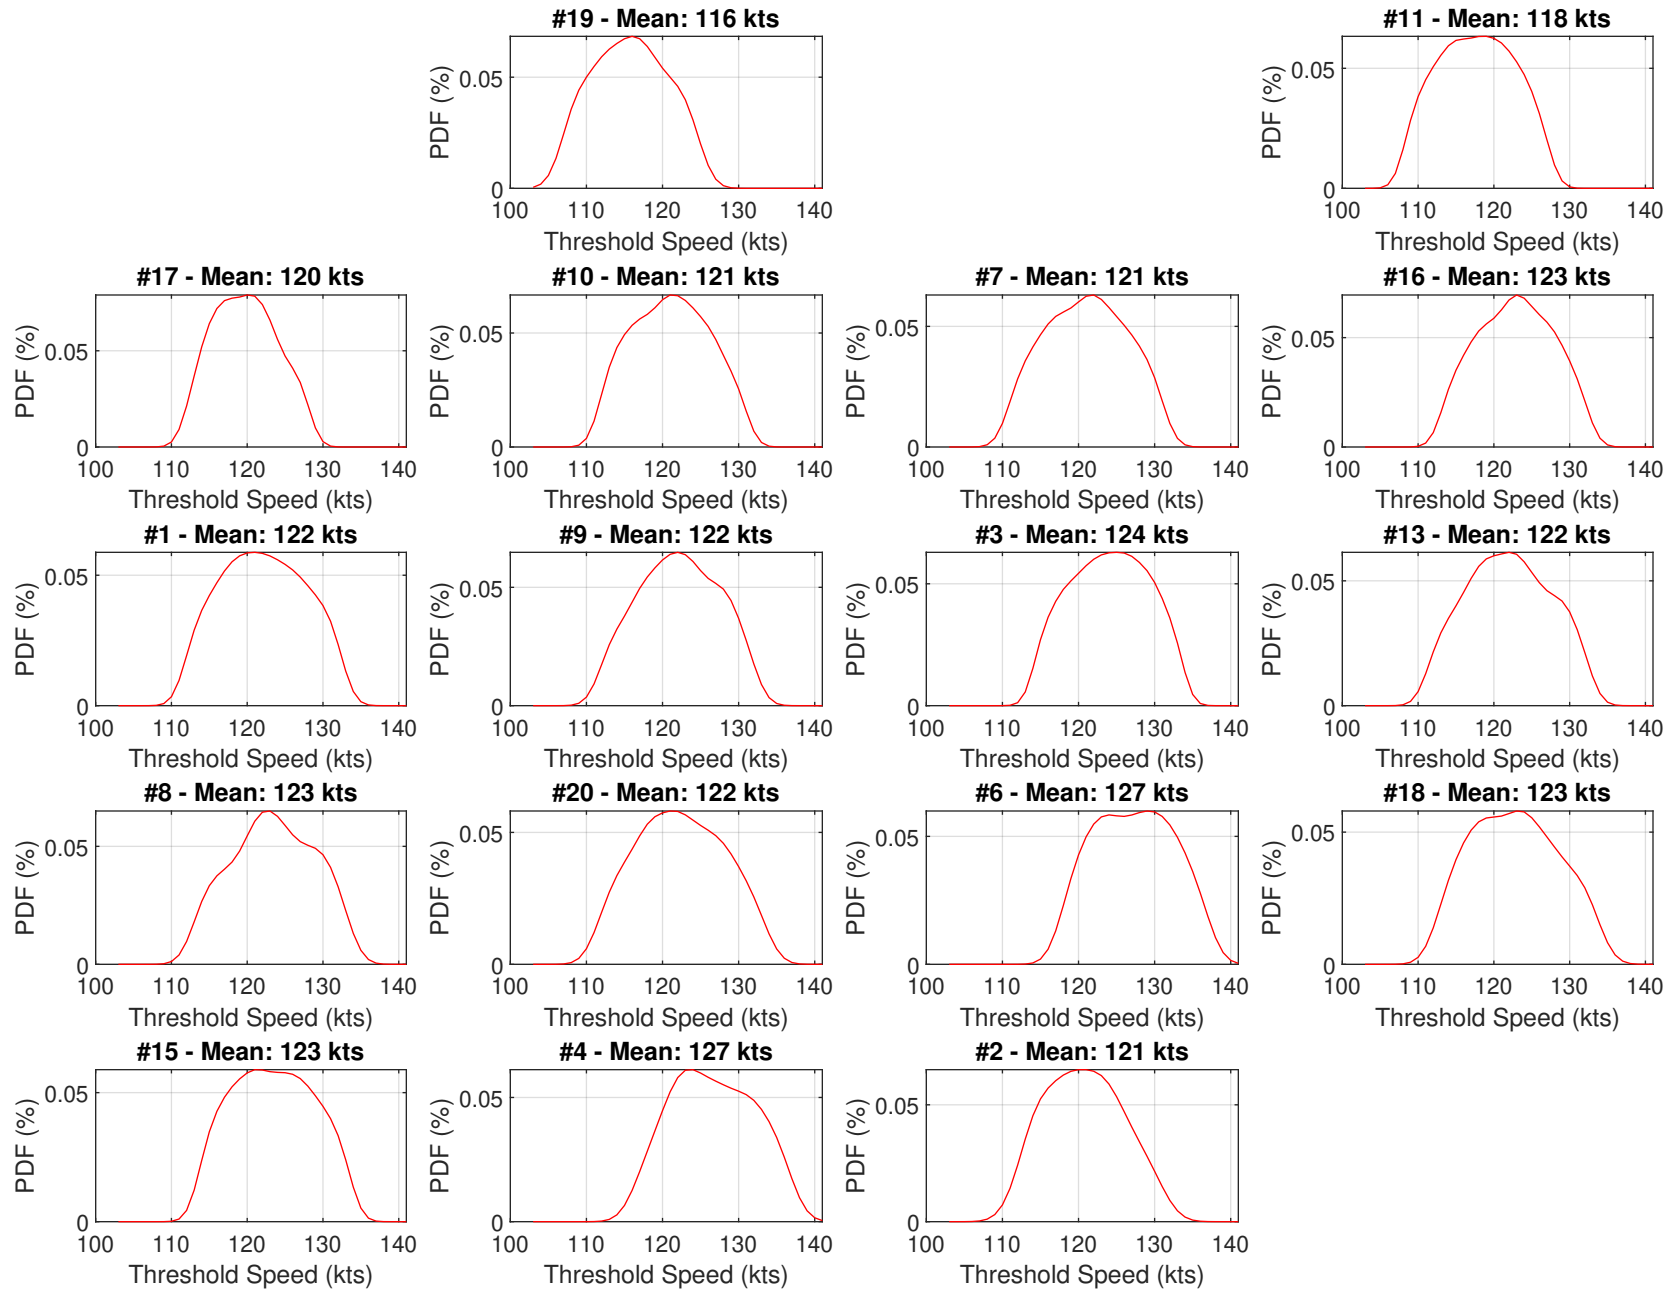 #19 - Mean: 116 kts
PDF (%)
0.05
0
100 110 120 130 140
Threshold Speed (kts)
#11 - Mean: 118 kts
PDF (%)
0.05
0
100 110 120 130 140
Threshold Speed (kts)
#17 - Mean: 120 kts
PDF (%)
0.05
0
100 110 120 130 140
Threshold Speed (kts)
#10 - Mean: 121 kts
PDF (%)
0.05
0
100 110 120 130 140
Threshold Speed (kts)
#7 - Mean: 121 kts
PDF (%)
0.05
0
100 110 120 130 140
Threshold Speed (kts)
#16 - Mean: 123 kts
PDF (%)
0.05
0
100 110 120 130 140
Threshold Speed (kts)
#1 - Mean: 122 kts
PDF (%)
0.05
0
100 110 120 130 140
Threshold Speed (kts)
#9 - Mean: 122 kts
PDF (%)
0.05
0
100 110 120 130 140
Threshold Speed (kts)
#3 - Mean: 124 kts
PDF (%)
0.05
0
100 110 120 130 140
Threshold Speed (kts)
#13 - Mean: 122 kts
PDF (%)
0.05
0
100 110 120 130 140
Threshold Speed (kts)
#8 - Mean: 123 kts
PDF (%)
0.05
0
100 110 120 130 140
Threshold Speed (kts)
#20 - Mean: 122 kts
PDF (%)
0.05
0
100 110 120 130 140
Threshold Speed (kts)
#6 - Mean: 127 kts
PDF (%)
0.05
0
100 110 120 130 140
Threshold Speed (kts)
#18 - Mean: 123 kts
PDF (%)
0.05
0
100 110 120 130 140
Threshold Speed (kts)
#15 - Mean: 123 kts
PDF (%)
0.05
0
100 110 120 130 140
Threshold Speed (kts)
#4 - Mean: 127 kts
PDF (%)
0.05
0
100 110 120 130 140
Threshold Speed (kts)
#2 - Mean: 121 kts
PDF (%)
0.05
0
100 110 120 130 140
Threshold Speed (kts)